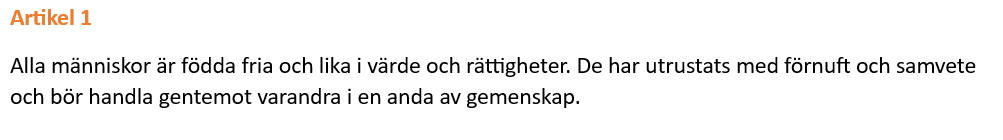 Artikel 1
Alla människor är födda fria och lika i värde och rättigheter. De har utrustats med förnuft och samvete
och bör handla gentemot varandra i en anda av gemenskap.